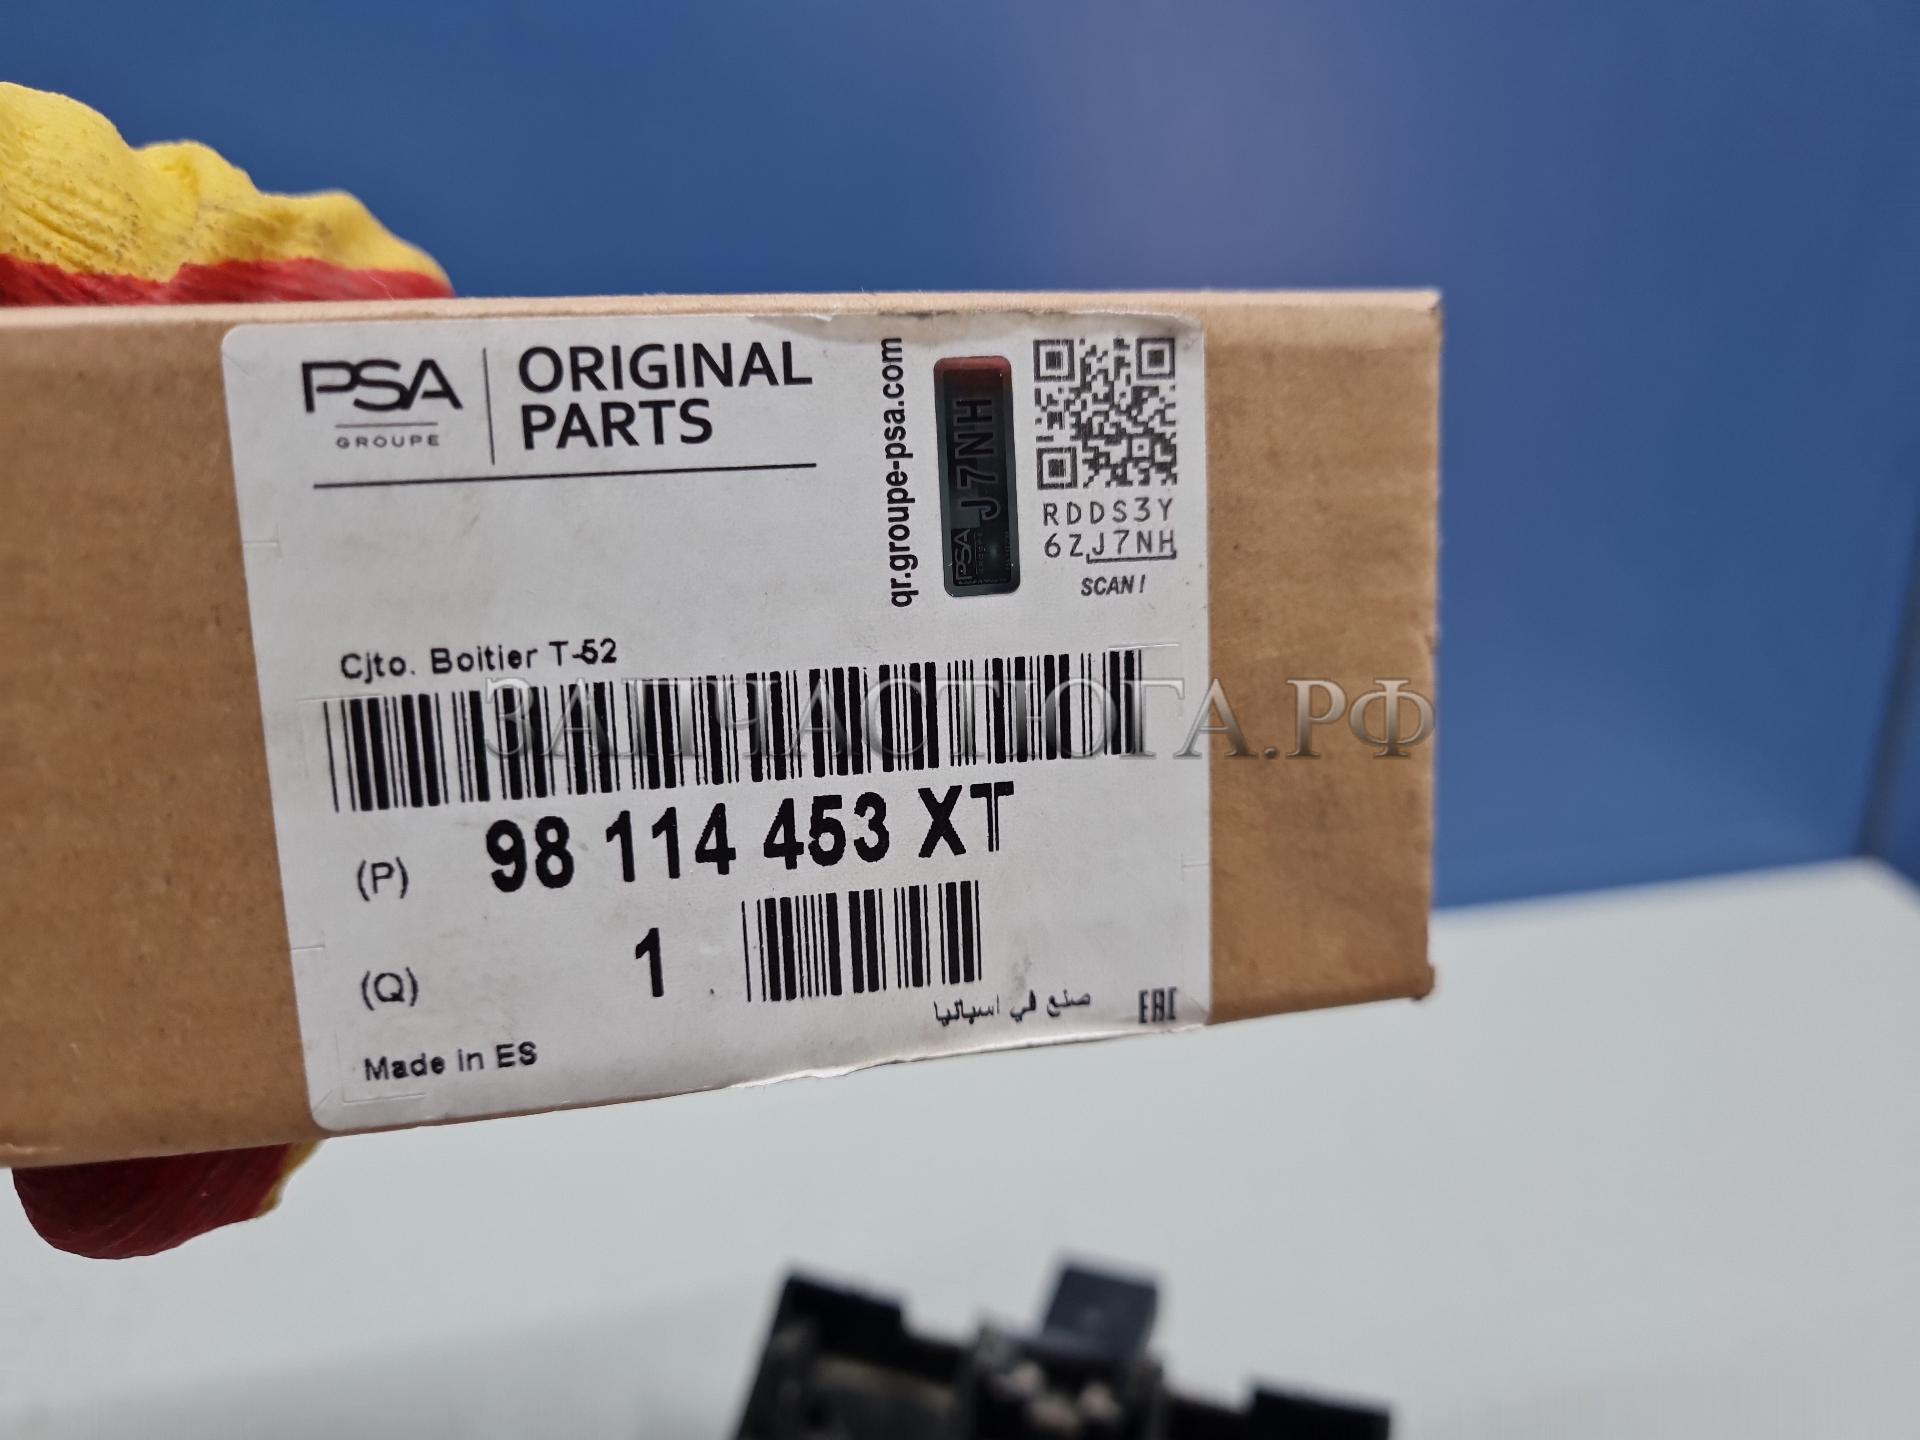 PSA
GROUPE
ORIGINAL
PARTS
qr.groupe-psa.com
J7NH
PSA
RDDS3Y
6ZJ7NH
SCAN!
Cjto. Boitier T-52
ЗАПЧАСТЮГА.РФ
(P) 98 114 453 XT
(Q) 1
صنع في اسبانيا
EAC
Made in ES